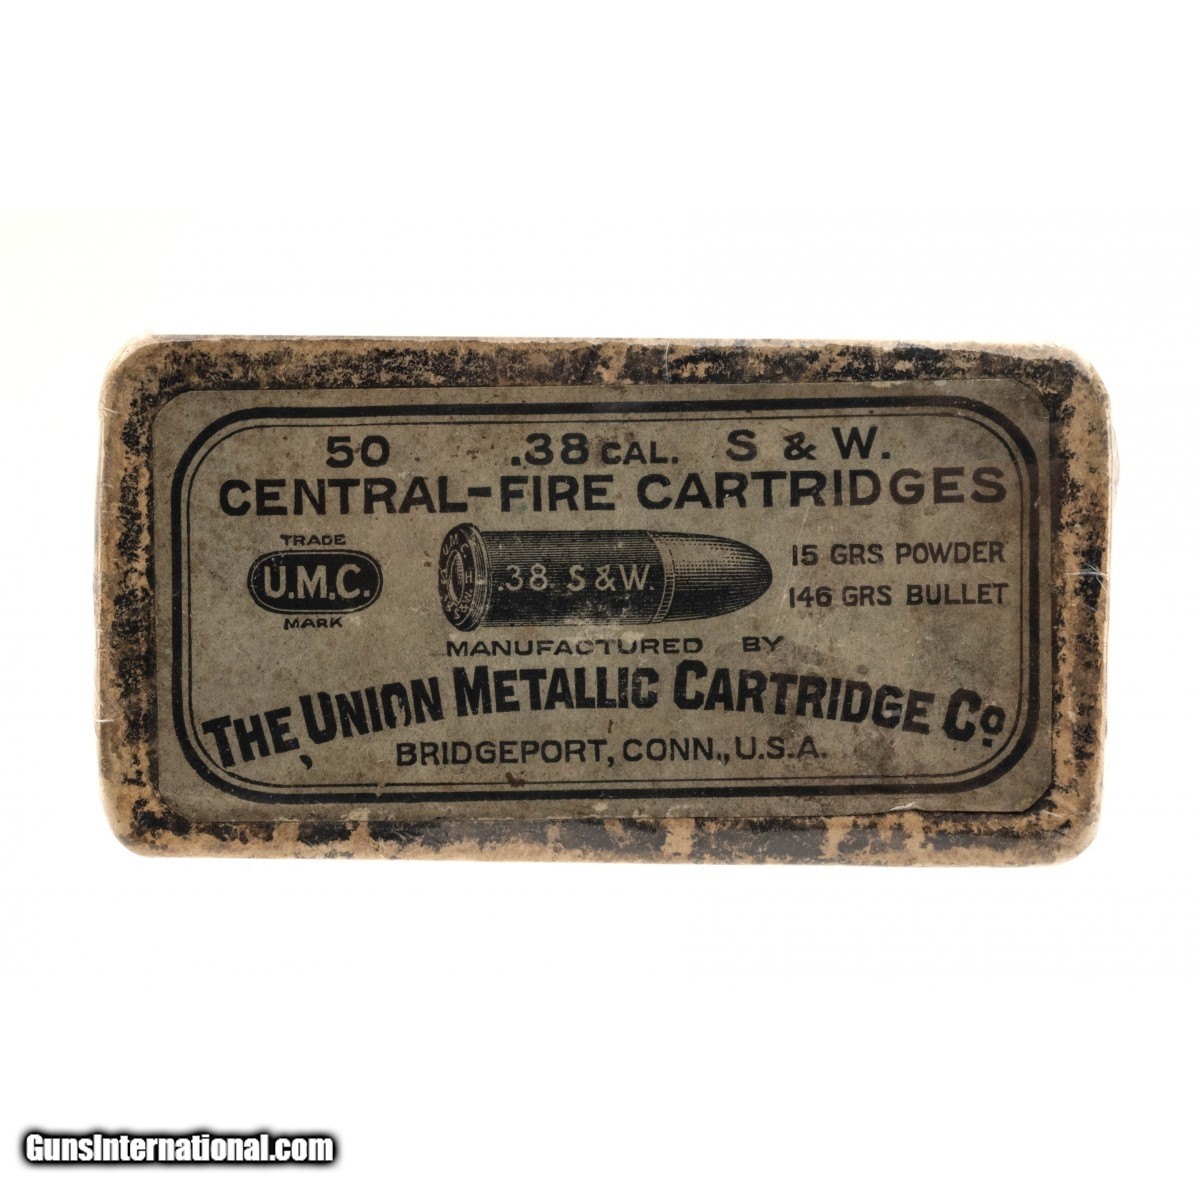 50 .38 CAL. S & W.
CENTRAL-FIRE CARTRIDGES
TRADE
U.M.C.
MARK
.38 S & W.
15 GRS POWDER
146 GRS BULLET
MANUFACTURED BY
THE UNION METALLIC CARTRIDGE CO.
BRIDGEPORT, CONN., U.S.A.
GunsInternational.com